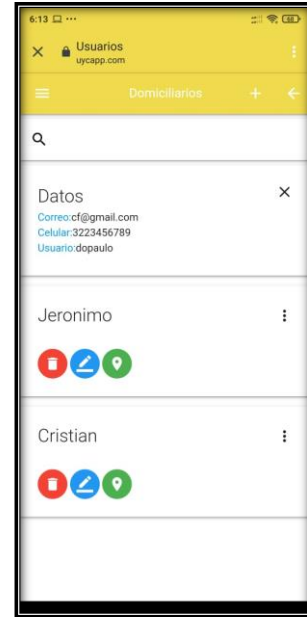 6:13 ...
Usuarios
uycapp.com
Domiciliarios
Datos
Correo:cf@gmail.com
Celular:3223456789
Usuario:dopaulo
Jeronimo
Cristian